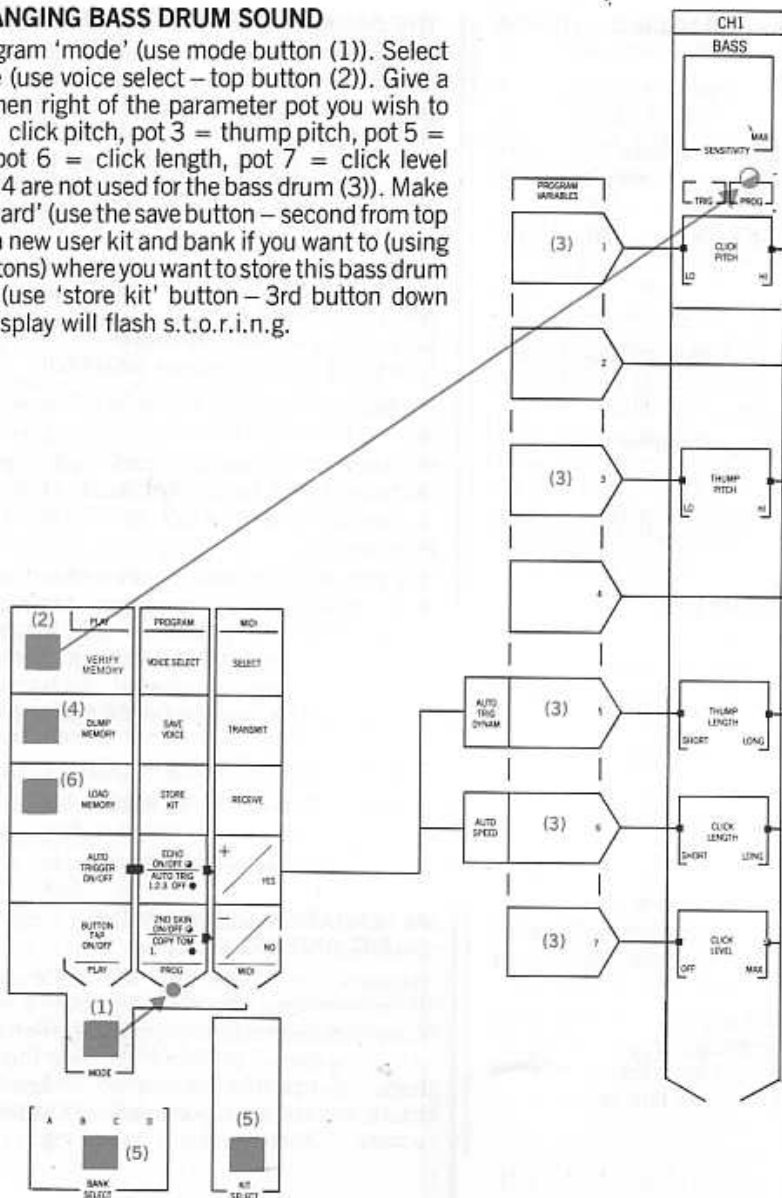 ANGING BASS DRUM SOUND
gram 'mode' (use mode button (1)). Select
e (use voice select – top button (2)). Give a
hen right of the parameter pot you wish to
click pitch, pot 3 = thump pitch, pot 5 =
pot 6 = click length, pot 7 = click level
4 are not used for the bass drum (3)). Make
ard' (use the save button – second from top
new user kit and bank if you want to (using
tons) where you want to store this bass drum
(use 'store kit' button – 3rd button down
isplay will flash s.t.o.r.i.n.g.
CH1
BASS
MAX
SENSITIVITY
TRIG PROG
PROGRAM
VARIABLES
(3) 1
CLICK
PITCH
LO HI
2
(3) 3
THUMP
PITCH
LO HI
4
AUTO
TRIG
DYNAM
(3) 5
THUMP
LENGTH
SHORT LONG
AUTO
SPEED
(3) 6
CLICK
LENGTH
SHORT LONG
(3) 7
CLICK
LEVEL
OFF MAX
(2) PLAY PROGRAM MIDI
VERIFY
MEMORY
VOICE SELECT
SELECT
(4)
DUMP
MEMORY
SAVE
VOICE
TRANSMIT
(6)
LOAD
MEMORY
STORE
KIT
RECEIVE
AUTO
TRIGGER
ON/OFF
ECHO
ON/OFF
AUTO TRIG
1.2.3. OFF
+
YES
BUTTON
TAP
ON/OFF
2ND SKIN
ON/OFF
COPY TOM
1.
NO
PLAY PROG MIDI
(1)
MODE
A B C D
(5)
BANK
SELECT
(5)
KIT
SELECT